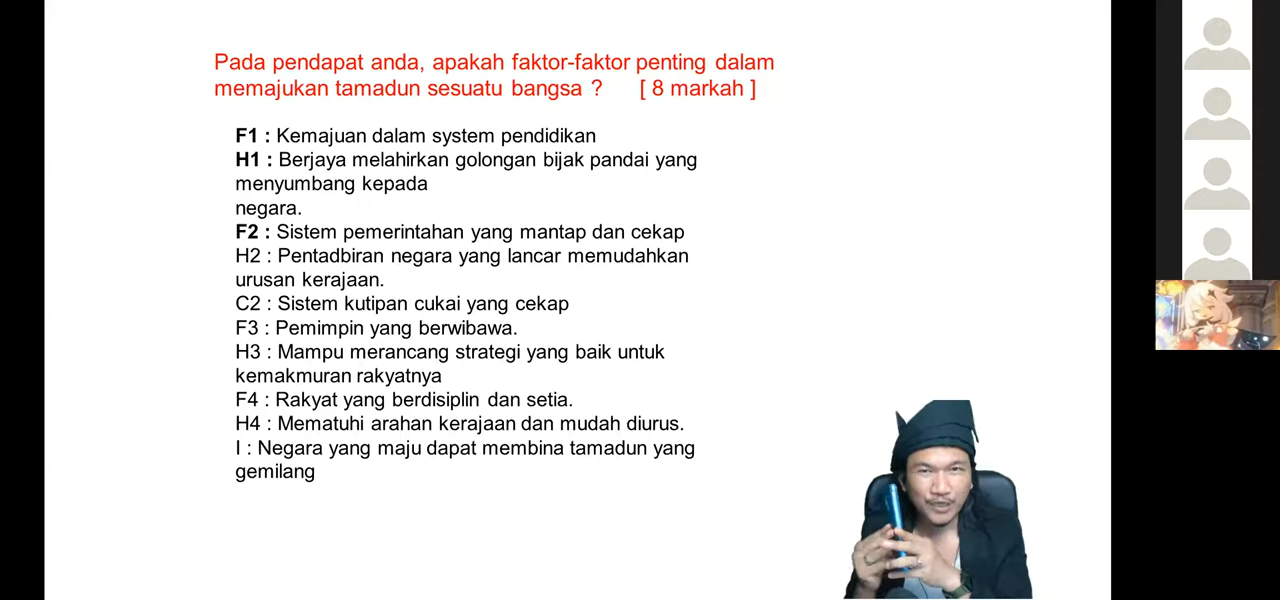 Pada pendapat anda, apakah faktor-faktor penting dalam
memajukan tamadun sesuatu bangsa ? [ 8 markah ]
F1 : Kemajuan dalam system pendidikan
H1 : Berjaya melahirkan golongan bijak pandai yang
menyumbang kepada
negara.
F2 : Sistem pemerintahan yang mantap dan cekap
H2 : Pentadbiran negara yang lancar memudahkan
urusan kerajaan.
C2 : Sistem kutipan cukai yang cekap
F3 : Pemimpin yang berwibawa.
H3 : Mampu merancang strategi yang baik untuk
kemakmuran rakyatnya
F4 : Rakyat yang berdisiplin dan setia.
H4 : Mematuhi arahan kerajaan dan mudah diurus.
I : Negara yang maju dapat membina tamadun yang
gemilang